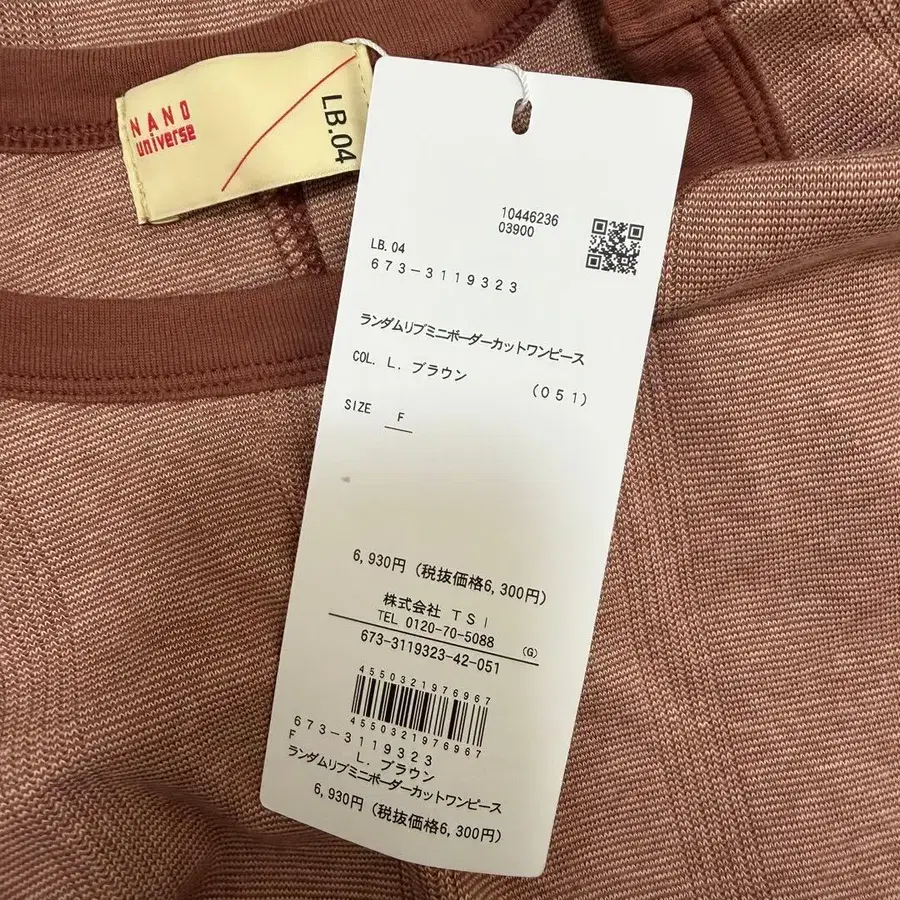 NANO
universe
LB.04
10446236
03900
LB.04
673-3119323
ランダムリブミニボーダーカットワンピース
COL. L. ブラウン (051)
SIZE F
6,930円 (税抜価格6,300円)
株式会社 TSI
TEL 0120-70-5088
(G)
673-3119323-42-051
4550321976967
4550321976967
673-3119323
F L. ブラウン
ランダムリブミニボーダーカットワンピース
6,930円 (税抜価格6,300円)